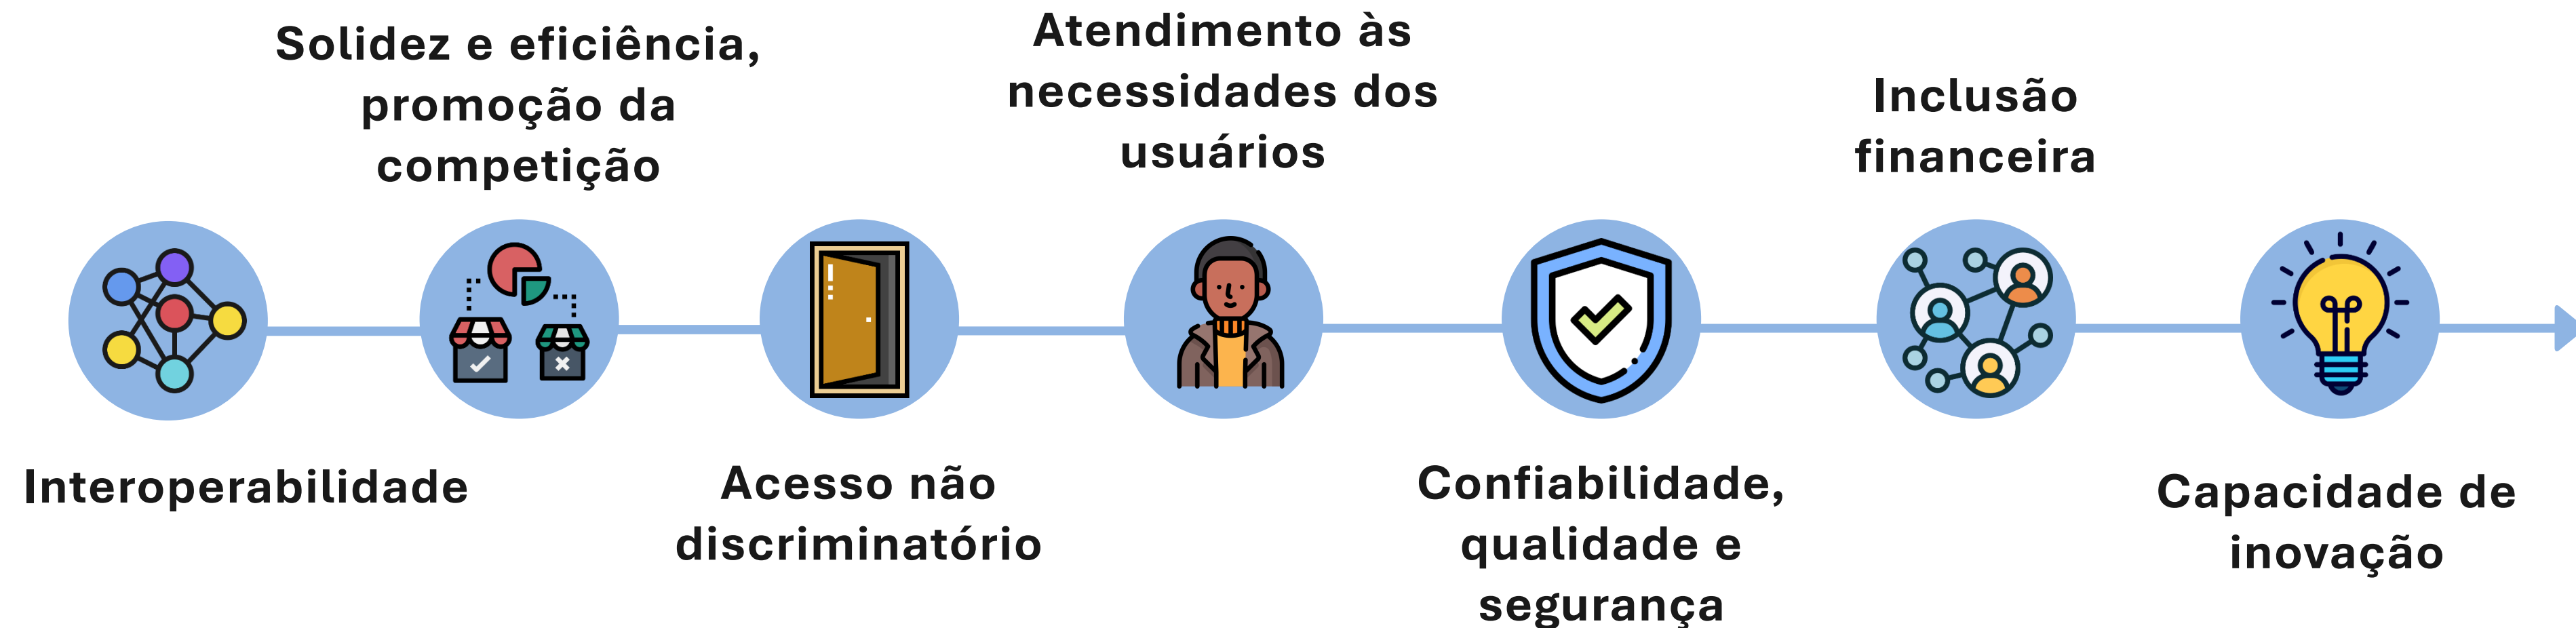 Interoperabilidade
Solidez e eficiência,
promoção da
competição
Acesso não
discriminatório
Atendimento às
necessidades dos
usuários
Confiabilidade,
qualidade e
segurança
Inclusão
financeira
Capacidade de
inovação